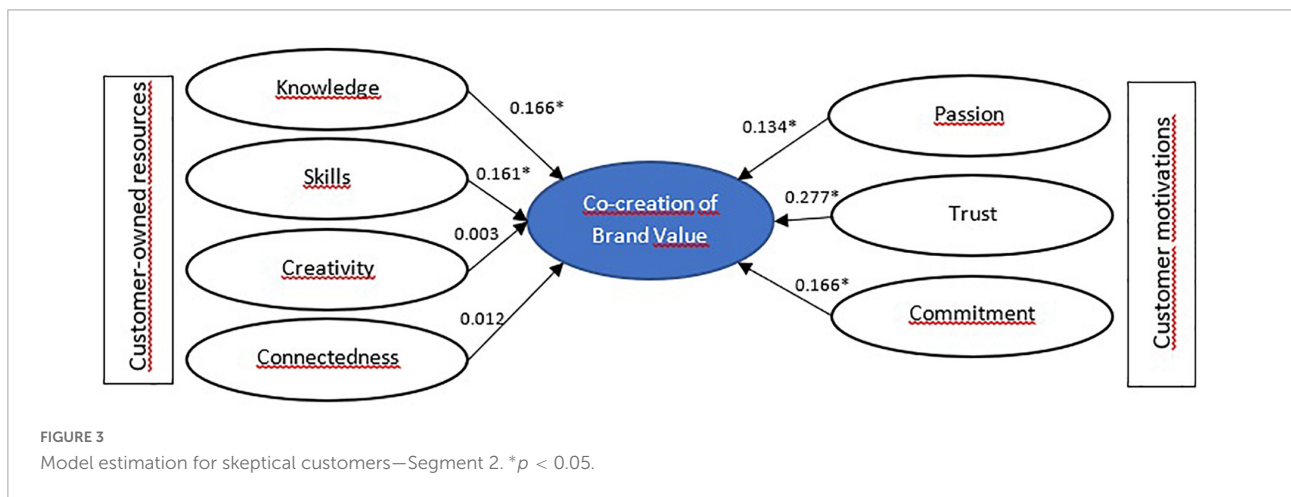 Customer-owned resources
Knowledge
0.166*
Skills
0.161*
Creativity
0.003
Connectedness
0.012
Co-creation of
Brand Value
Passion
0.134*
Trust
0.277*
Commitment
0.166*
Customer motivations
FIGURE 3
Model estimation for skeptical customers—Segment 2. *p < 0.05.